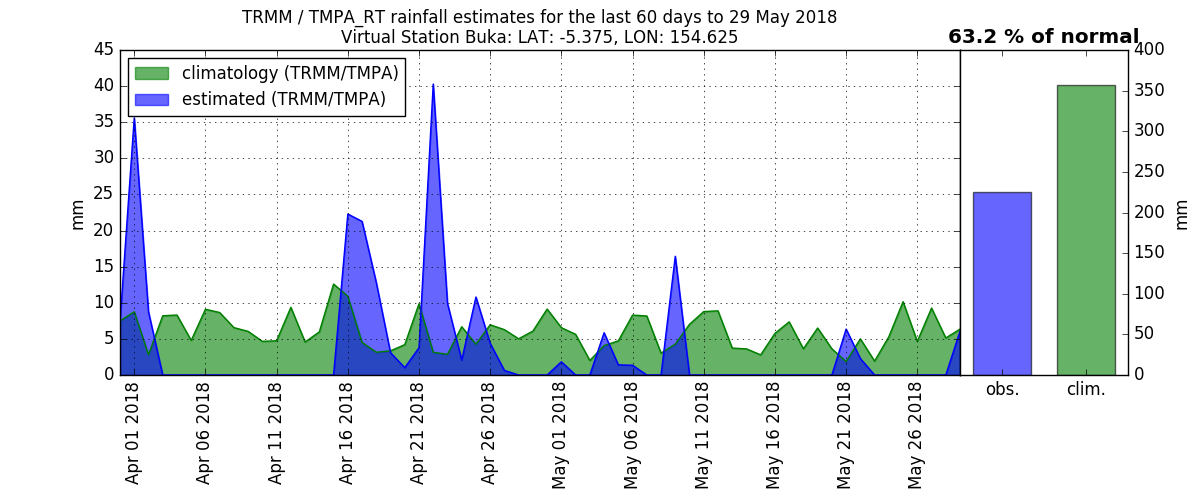 TRMM / TMPA_RT rainfall estimates for the last 60 days to 29 May 2018
Virtual Station Buka: LAT: -5.375, LON: 154.625
63.2 % of normal
climatology (TRMM/TMPA)
estimated (TRMM/TMPA)
mm
45
40
35
30
25
20
15
10
5
0
Apr 01 2018
Apr 06 2018
Apr 11 2018
Apr 16 2018
Apr 21 2018
Apr 26 2018
May 01 2018
May 06 2018
May 11 2018
May 16 2018
May 21 2018
May 26 2018
obs.
clim.
400
350
300
250
200
150
100
50
0
mm